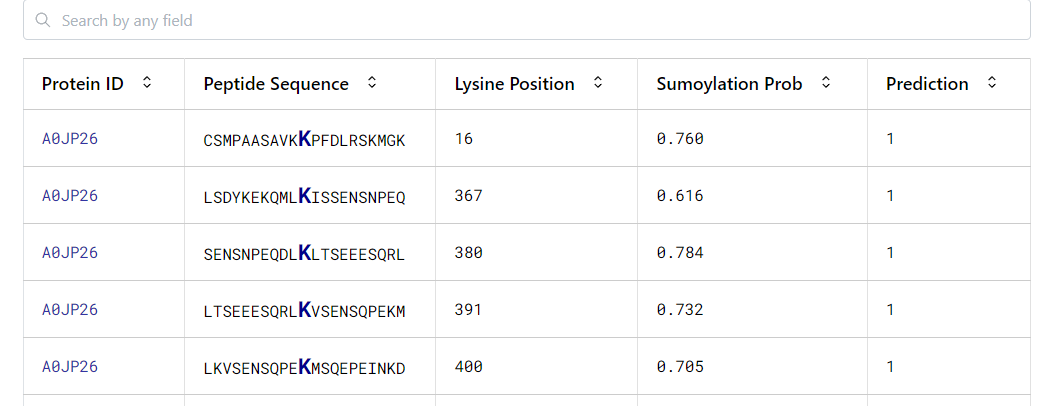 Search by any field
Protein ID Peptide Sequence Lysine Position Sumoylation Prob Prediction
A0JP26 CSMPAASAVKKPFDLRSKMGK 16 0.760 1
A0JP26 LSDYKEKQMLKISSENSNPEQ 367 0.616 1
A0JP26 SENSNPEQDLKLTSEEESQRL 380 0.784 1
A0JP26 LTSEEESQRLKVSENSQPEKM 391 0.732 1
A0JP26 LKVSENSQPEKMSQEPEINKD 400 0.705 1